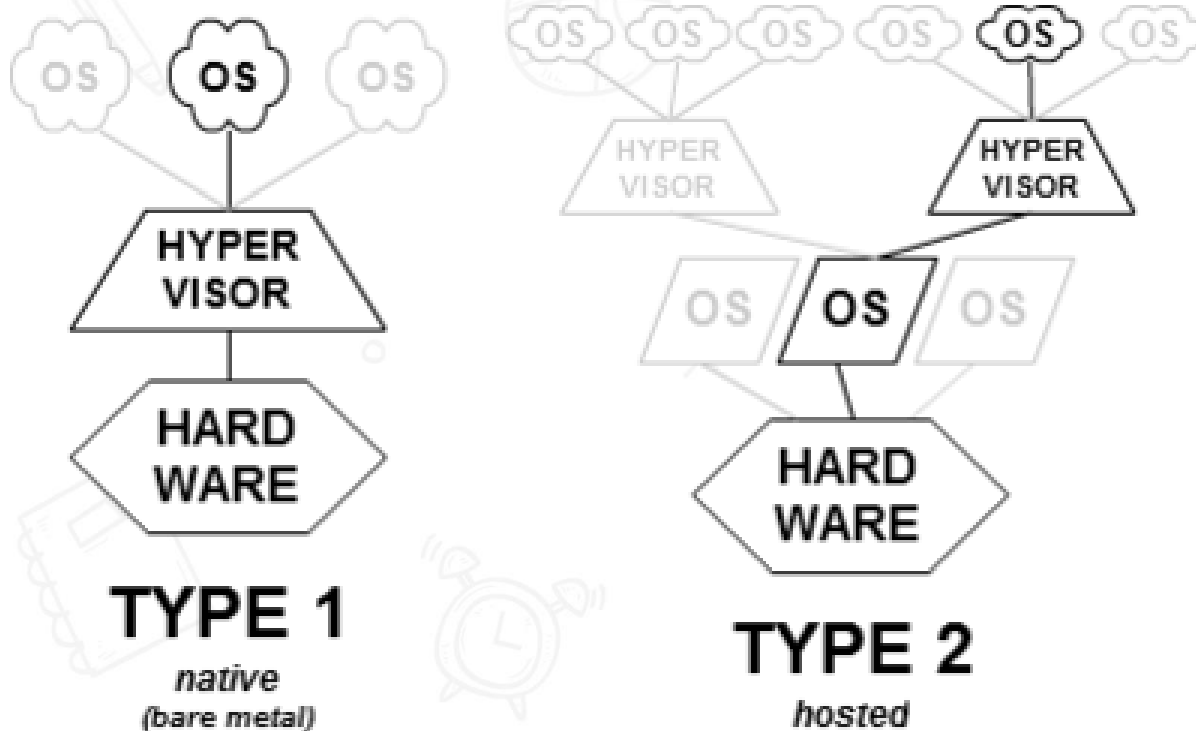 OS OS OS
HYPER
VISOR
HARD
WARE
TYPE 1
native
(bare metal)
OS OS OS OS OS OS
HYPER
VISOR
HYPER
VISOR
OS OS OS
HARD
WARE
TYPE 2
hosted